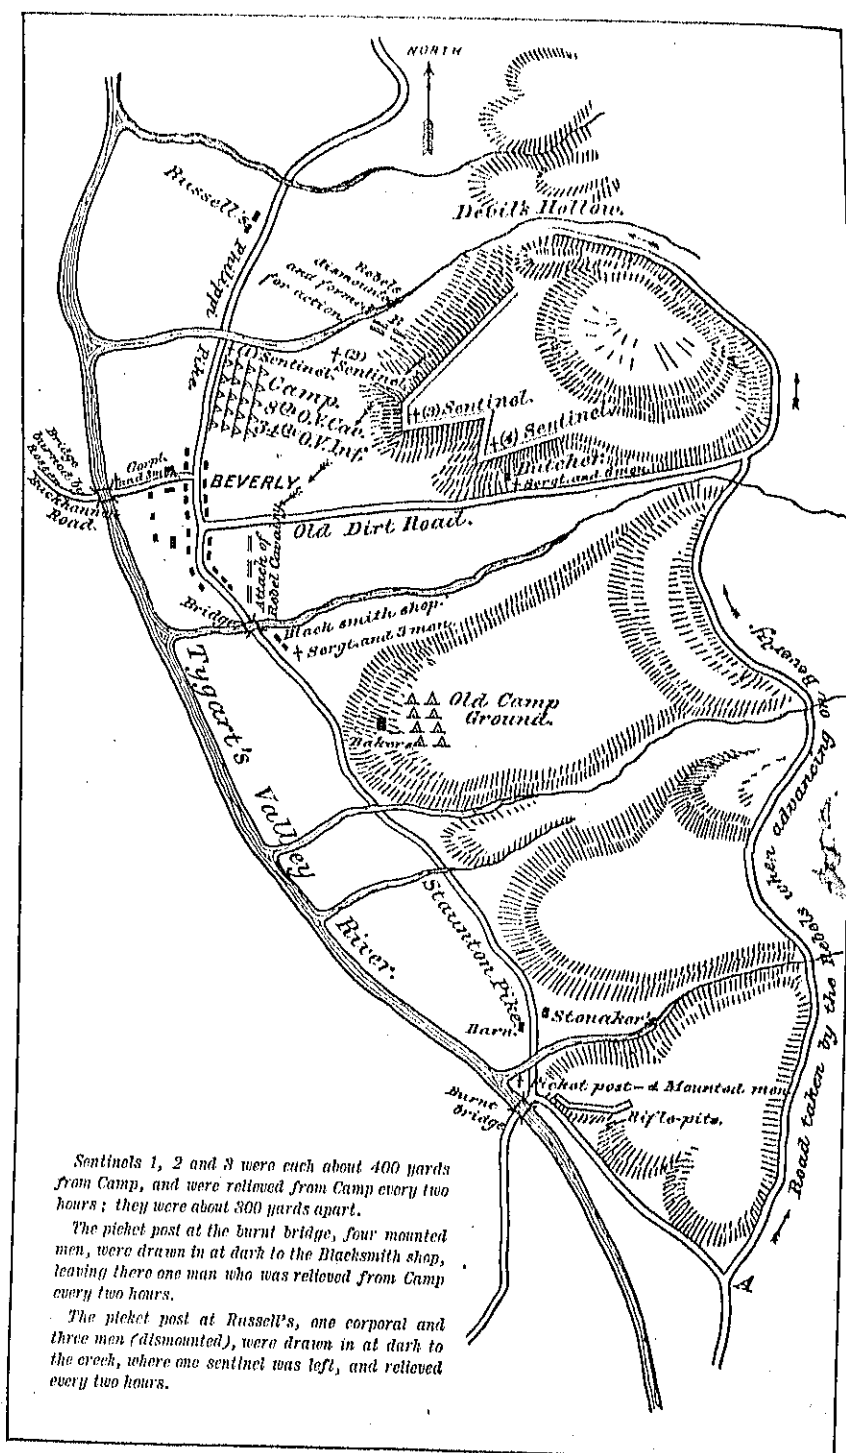 NORTH
Russell's
Devil's Hollow.
Philippi
Pike.
Rebels
dismounted
and formed
for action
R
(1) Sentinel.
(2)
Sentinel.
Camp.
8th O.V. Cav.
34th O.V. Inf.
(3) Sentinel.
(4) Sentinel
Butcher.
Sergt. and 6 men.
Bridge
burned by
Buckhannon
Road.
Corpl.
and 3 men
BEVERLY.
Old Dirt Road.
Attack of
Rebel Cavalry
Bridge
Black smith shop.
Sergt. and 3 men.
Old Camp
Ground.
Bakers
Tygart's Valley
River.
Staunton Pike
Barn.
Stonaker's
Burnt
bridge
Picket post—4 Mounted men
Rifle-pits.
Road taken by the Rebels when advancing on Beverly.
A
Sentinels 1, 2 and 3 were each about 400 yards
from Camp, and were relieved from Camp every two
hours; they were about 300 yards apart.
The picket post at the burnt bridge, four mounted
men, were drawn in at dark to the Blacksmith shop,
leaving there one man who was relieved from Camp
every two hours.
The picket post at Russell's, one corporal and
three men (dismounted), were drawn in at dark to
the creek, where one sentinel was left, and relieved
every two hours.